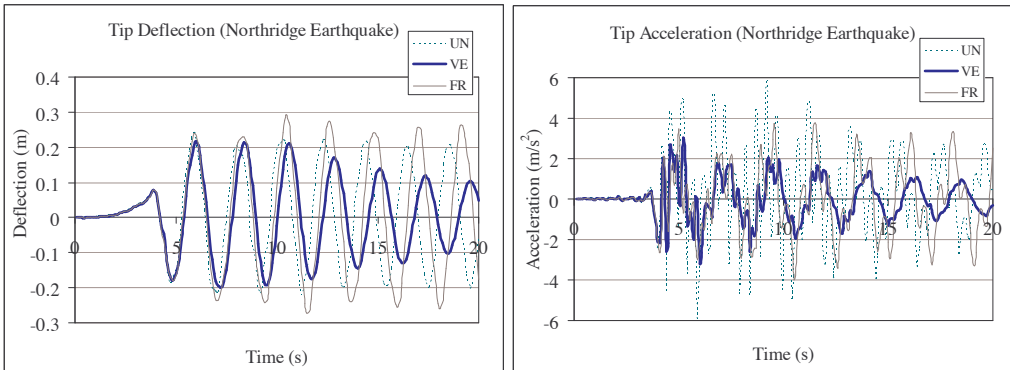 Tip Deflection (Northridge Earthquake)
UN
VE
FR
0.4
0.3
0.2
0.1
0
-0.1
-0.2
-0.3
Deflection (m)
0
5
10
15
20
Time (s)
Tip Acceleration (Northridge Earthquake)
UN
VE
FR
6
4
2
0
-2
-4
-6
Acceleration (m/s²)
0
5
10
15
20
Time (s)